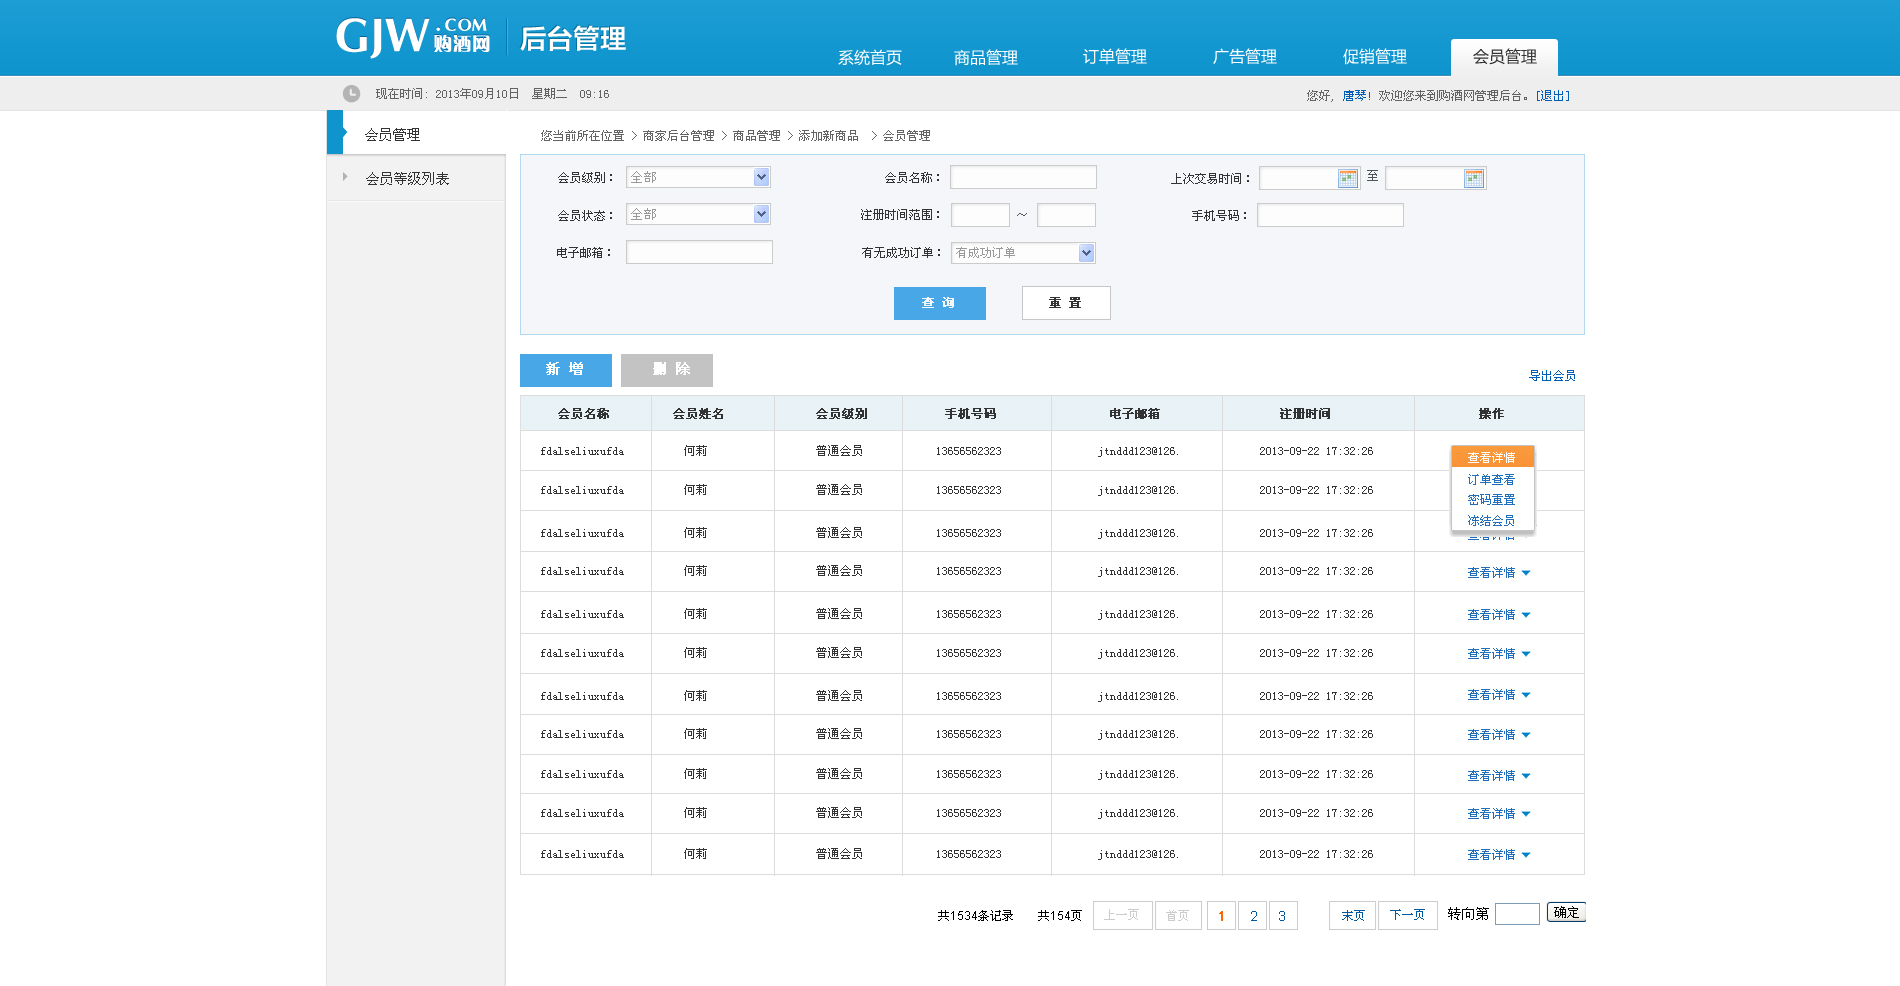 GJW.COM 购酒网 后台管理
系统首页 商品管理 订单管理 广告管理 促销管理 会员管理
现在时间: 2013年09月10日 星期二 09:16 您好, 唐琴! 欢迎您来到购酒网管理后台。[退出]
会员管理
会员等级列表
您当前所在位置 > 商家后台管理 > 商品管理 > 添加新商品 > 会员管理
会员级别： 全部 会员名称： 上次交易时间： 至
会员状态： 全部 注册时间范围： ~ 手机号码：
电子邮箱： 有无成功订单： 有成功订单
查 询 重 置
新 增 删 除 导出会员
会员名称 会员姓名 会员级别 手机号码 电子邮箱 注册时间 操作
fdalseliuxufda 何莉 普通会员 13656562323 jtnddd123@126. 2013-09-22 17:32:26 查看详情
订单查看
fdalseliuxufda 何莉 普通会员 13656562323 jtnddd123@126. 2013-09-22 17:32:26 密码重置
冻结会员
fdalseliuxufda 何莉 普通会员 13656562323 jtnddd123@126. 2013-09-22 17:32:26 查看详情
fdalseliuxufda 何莉 普通会员 13656562323 jtnddd123@126. 2013-09-22 17:32:26 查看详情
fdalseliuxufda 何莉 普通会员 13656562323 jtnddd123@126. 2013-09-22 17:32:26 查看详情
fdalseliuxufda 何莉 普通会员 13656562323 jtnddd123@126. 2013-09-22 17:32:26 查看详情
fdalseliuxufda 何莉 普通会员 13656562323 jtnddd123@126. 2013-09-22 17:32:26 查看详情
fdalseliuxufda 何莉 普通会员 13656562323 jtnddd123@126. 2013-09-22 17:32:26 查看详情
fdalseliuxufda 何莉 普通会员 13656562323 jtnddd123@126. 2013-09-22 17:32:26 查看详情
fdalseliuxufda 何莉 普通会员 13656562323 jtnddd123@126. 2013-09-22 17:32:26 查看详情
fdalseliuxufda 何莉 普通会员 13656562323 jtnddd123@126. 2013-09-22 17:32:26 查看详情
共1534条记录 共154页 上一页 首页 1 2 3 末页 下一页 转向第 确定